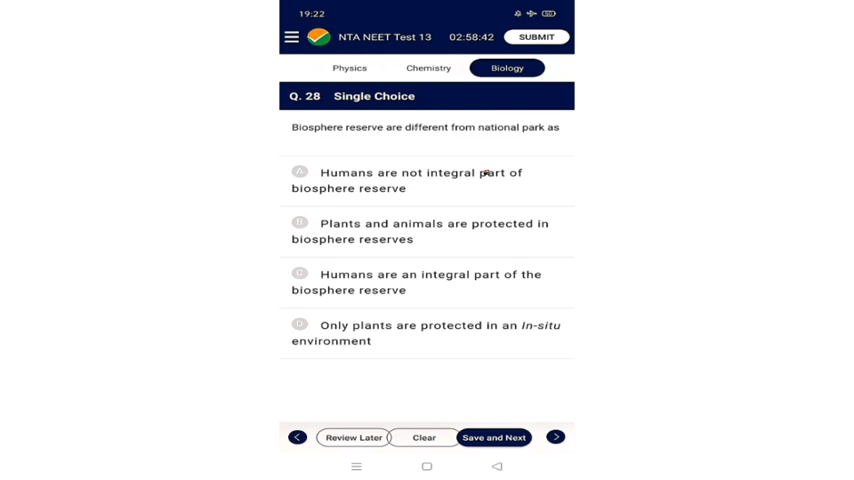 19:22
NTA NEET Test 13 02:58:42 SUBMIT
Physics Chemistry Biology
Q. 28 Single Choice
Biosphere reserve are different from national park as
A Humans are not integral part of
biosphere reserve
B Plants and animals are protected in
biosphere reserves
C Humans are an integral part of the
biosphere reserve
D Only plants are protected in an In-situ
environment
Review Later Clear Save and Next